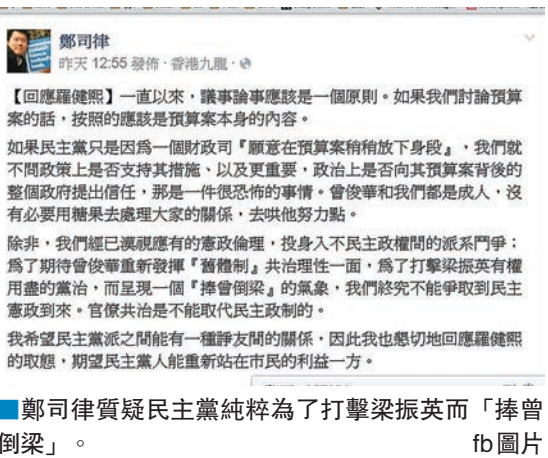 鄭司律
昨天 12:55 發佈 · 香港九龍 ·
【回應羅健熙】一直以來，議事論事應該是一個原則。如果我們討論預算
案的話，按照的應該是預算案本身的內容。
如果民主黨只是因爲一個財政司『願意在預算案稍稍放下身段』，我們就
不問政策上是否支持其措施、以及更重要，政治上是否向其預算案背後的
整個政府提出信任，那是一件很恐怖的事情。曾俊華和我們都是成人，沒
有必要用糖果去處理大家的關係，去哄他努力點。
除非，我們經已漠視應有的憲政倫理，投身入不民主政權間的派系鬥爭；
爲了期待曾俊華重新發揮『舊體制』共治理性一面，爲了打擊梁振英有權
用盡的黨治，而呈現一個『捧曾倒梁』的氣象，我們終究不能爭取到民主
憲政到來。官僚共治是不能取代民主政制的。
我希望民主黨派之間能有一種諍友間的關係，因此我也懇切地回應羅健熙
的取態，期望民主黨人能重新站在市民的利益一方。
■鄭司律質疑民主黨純粹為了打擊梁振英而「捧曾
倒梁」。 fb圖片